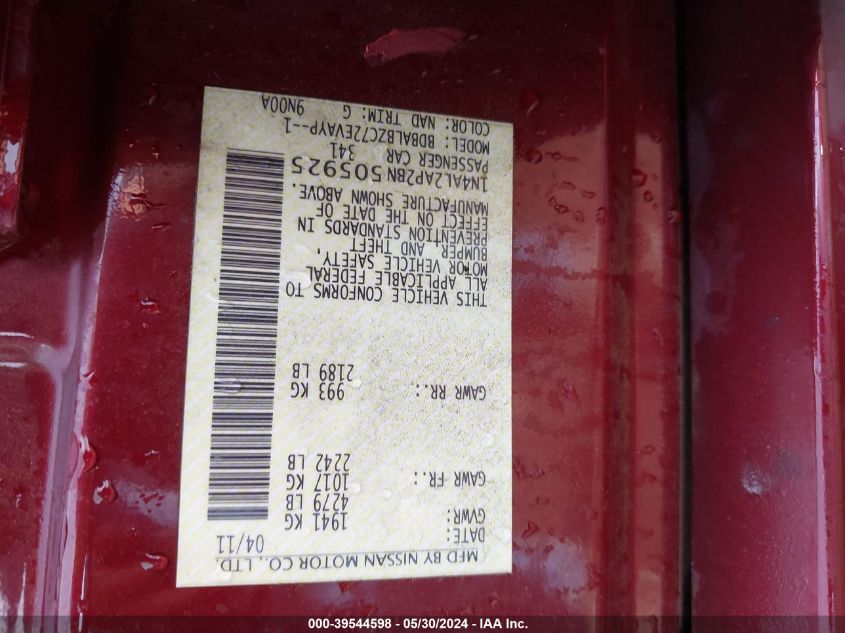 MFD BY NISSAN MOTOR CO., LTD.
DATE: 04/11
GVWR: 1941 KG
4279 LB
GAWR FR.: 1017 KG
2242 LB
GAWR RR.: 993 KG
2189 LB
THIS VEHICLE CONFORMS TO
ALL APPLICABLE FEDERAL
MOTOR VEHICLE SAFETY,
BUMPER AND THEFT
PREVENTION STANDARDS IN
EFFECT ON THE DATE OF
MANUFACTURE SHOWN ABOVE.
1N4AL2AP2BN 505925
PASSENGER CAR 341
MODEL: BDBALBZC72EVAYP--1
COLOR: NAD TRIM: G
9N00A
000-39544598 - 05/30/2024 - IAA Inc.